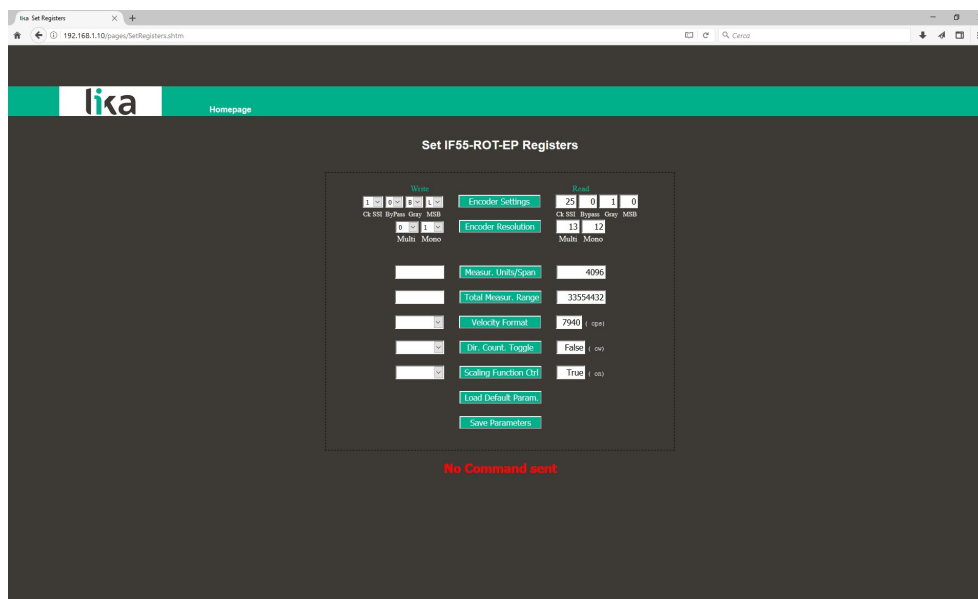 lika Set Registers
192.168.1.10/pages/SetRegisters.shtm
Cerca
lika
Homepage
Set IF55-ROT-EP Registers
Write Read
1 0 B L Encoder Settings 25 0 1 0
Ck SSI ByPass Gray MSB Ck SSI Bypass Gray MSB
0 1 Encoder Resolution 13 12
Multi Mono Multi Mono
Measur. Units/Span 4096
Total Measur. Range 33554432
Velocity Format 7940 ( cps)
Dir. Count. Toggle False ( cw)
Scaling Function Ctrl True ( on)
Load Default Param.
Save Parameters
No Command sent